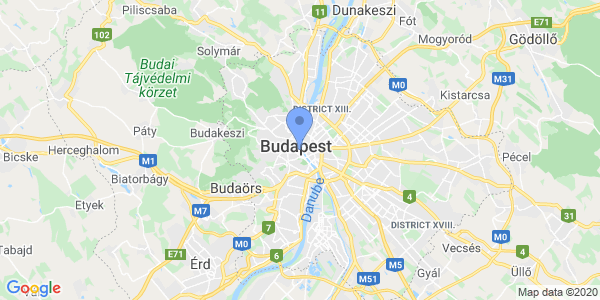 Piliscsaba
Dunakeszi
11
Fót
E71
102
Mogyoród
Gödöllő
Solymár
Budai
Tájvédelmi
körzet
M0
M31
Kistarcsa
DISTRICT XIII.
Páty
Budakeszi
Budapest
Herceghalom
Bicske
M1
Pécel
Biatorbágy
Budaörs
Etyek
4
M7
Danube
31
7
DISTRICT XVIII.
M0
M0
Tabajd
E71
Érd
6
Vecsés
4
M5
Gyál
Üllő
M51
Google
Map data ©2020